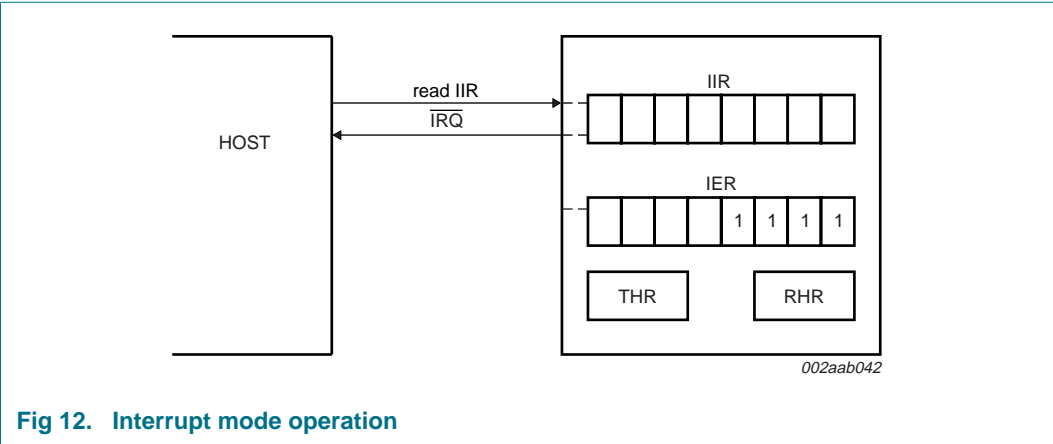 IIR
read IIR
IRQ
HOST
IER
1 1 1 1
THR RHR
002aab042
Fig 12. Interrupt mode operation